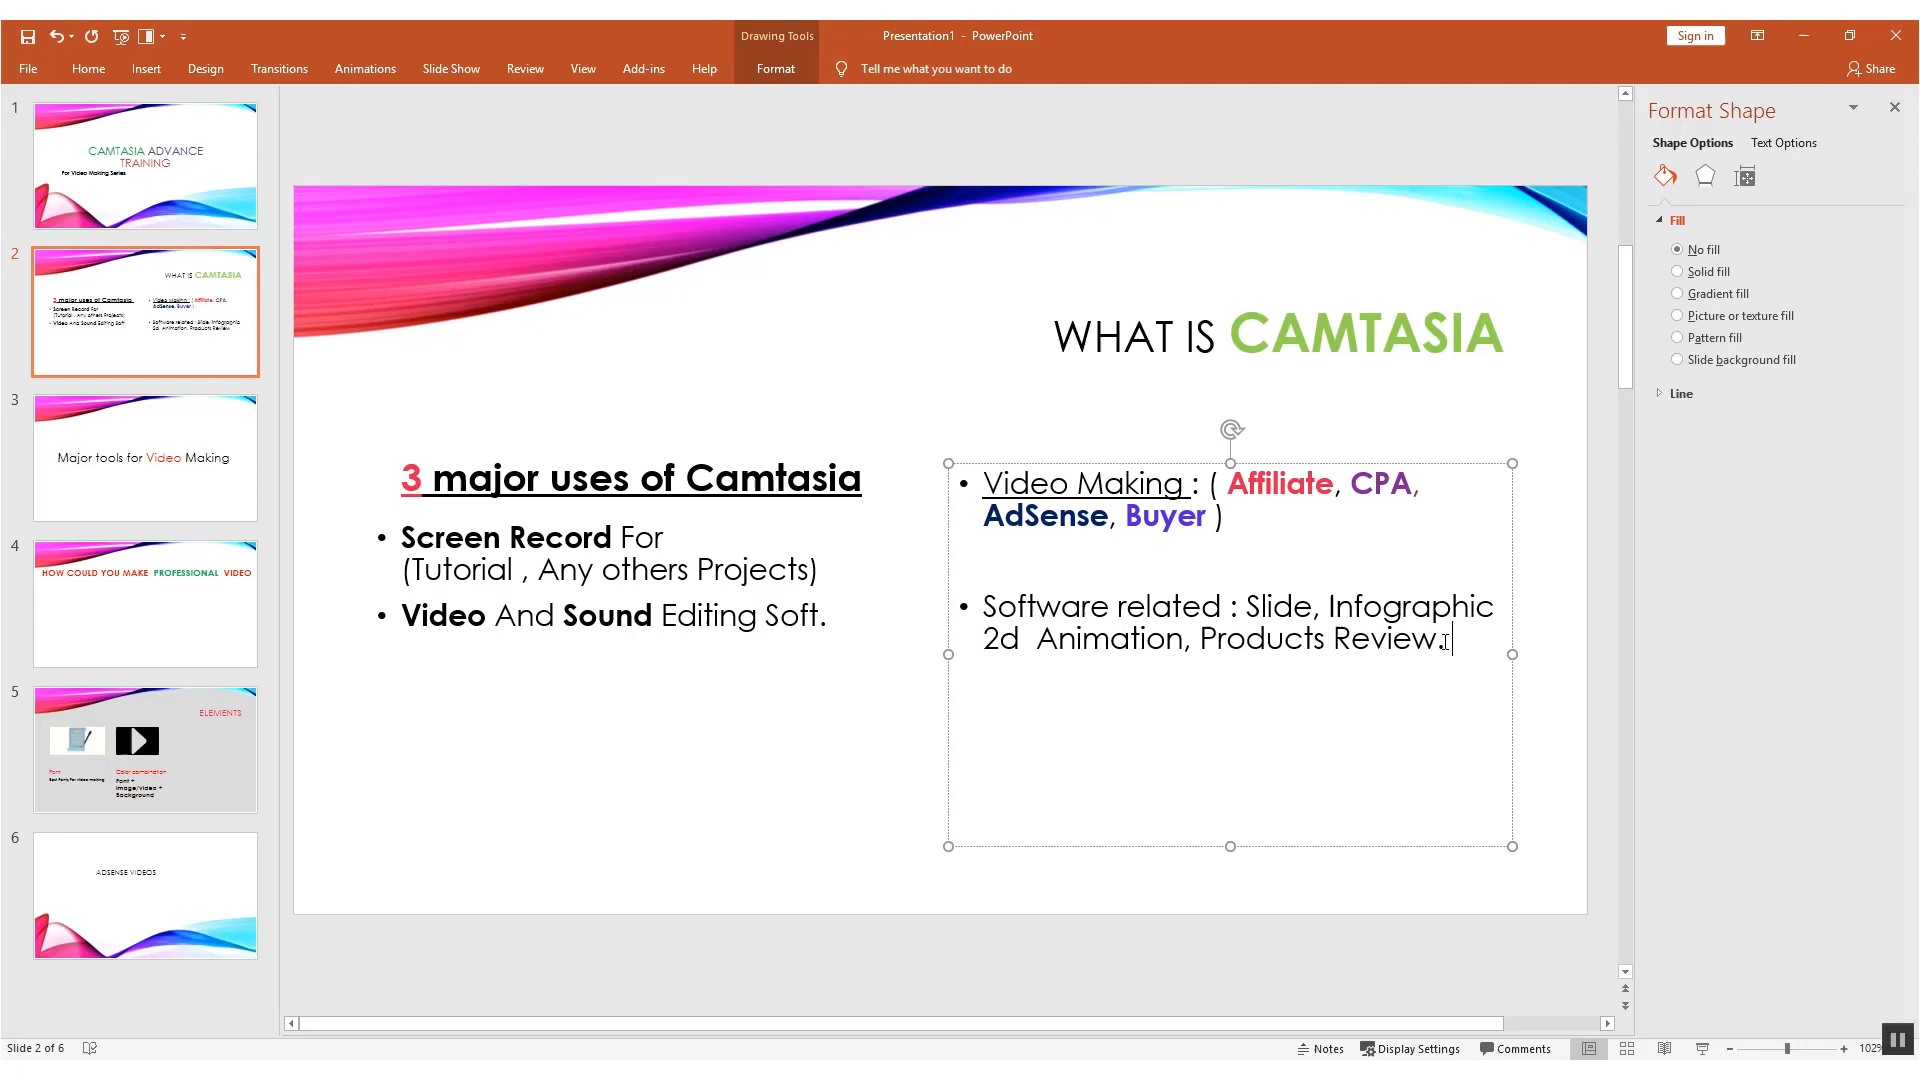 Drawing Tools
Presentation1 - PowerPoint
Sign in
File Home Insert Design Transitions Animations Slide Show Review View Add-ins Help Format Tell me what you want to do Share
1
CAMTASIA ADVANCE
TRAINING
For Video Making Series
2
WHAT IS CAMTASIA
3 major uses of Camtasia
• Screen Record For
(Tutorial , Any others Projects)
• Video And Sound Editing Soft.
• Video Making : ( Affiliate, CPA,
AdSense, Buyer )
• Software related : Slide, Infographic
2d Animation, Products Review.
3
Major tools for Video Making
4
HOW COULD YOU MAKE PROFESSIONAL VIDEO
5
ELEMENTS
Font
Best Fonts For video making
Color combination
Font +
Image/video +
Background
6
ADSENSE VIDEOS
WHAT IS CAMTASIA
3 major uses of Camtasia
• Screen Record For
(Tutorial , Any others Projects)
• Video And Sound Editing Soft.
• Video Making : ( Affiliate, CPA,
AdSense, Buyer )
• Software related : Slide, Infographic
2d  Animation, Products Review.
Format Shape
Shape Options Text Options
Fill
No fill
Solid fill
Gradient fill
Picture or texture fill
Pattern fill
Slide background fill
Line
Slide 2 of 6
Notes Display Settings Comments
102%